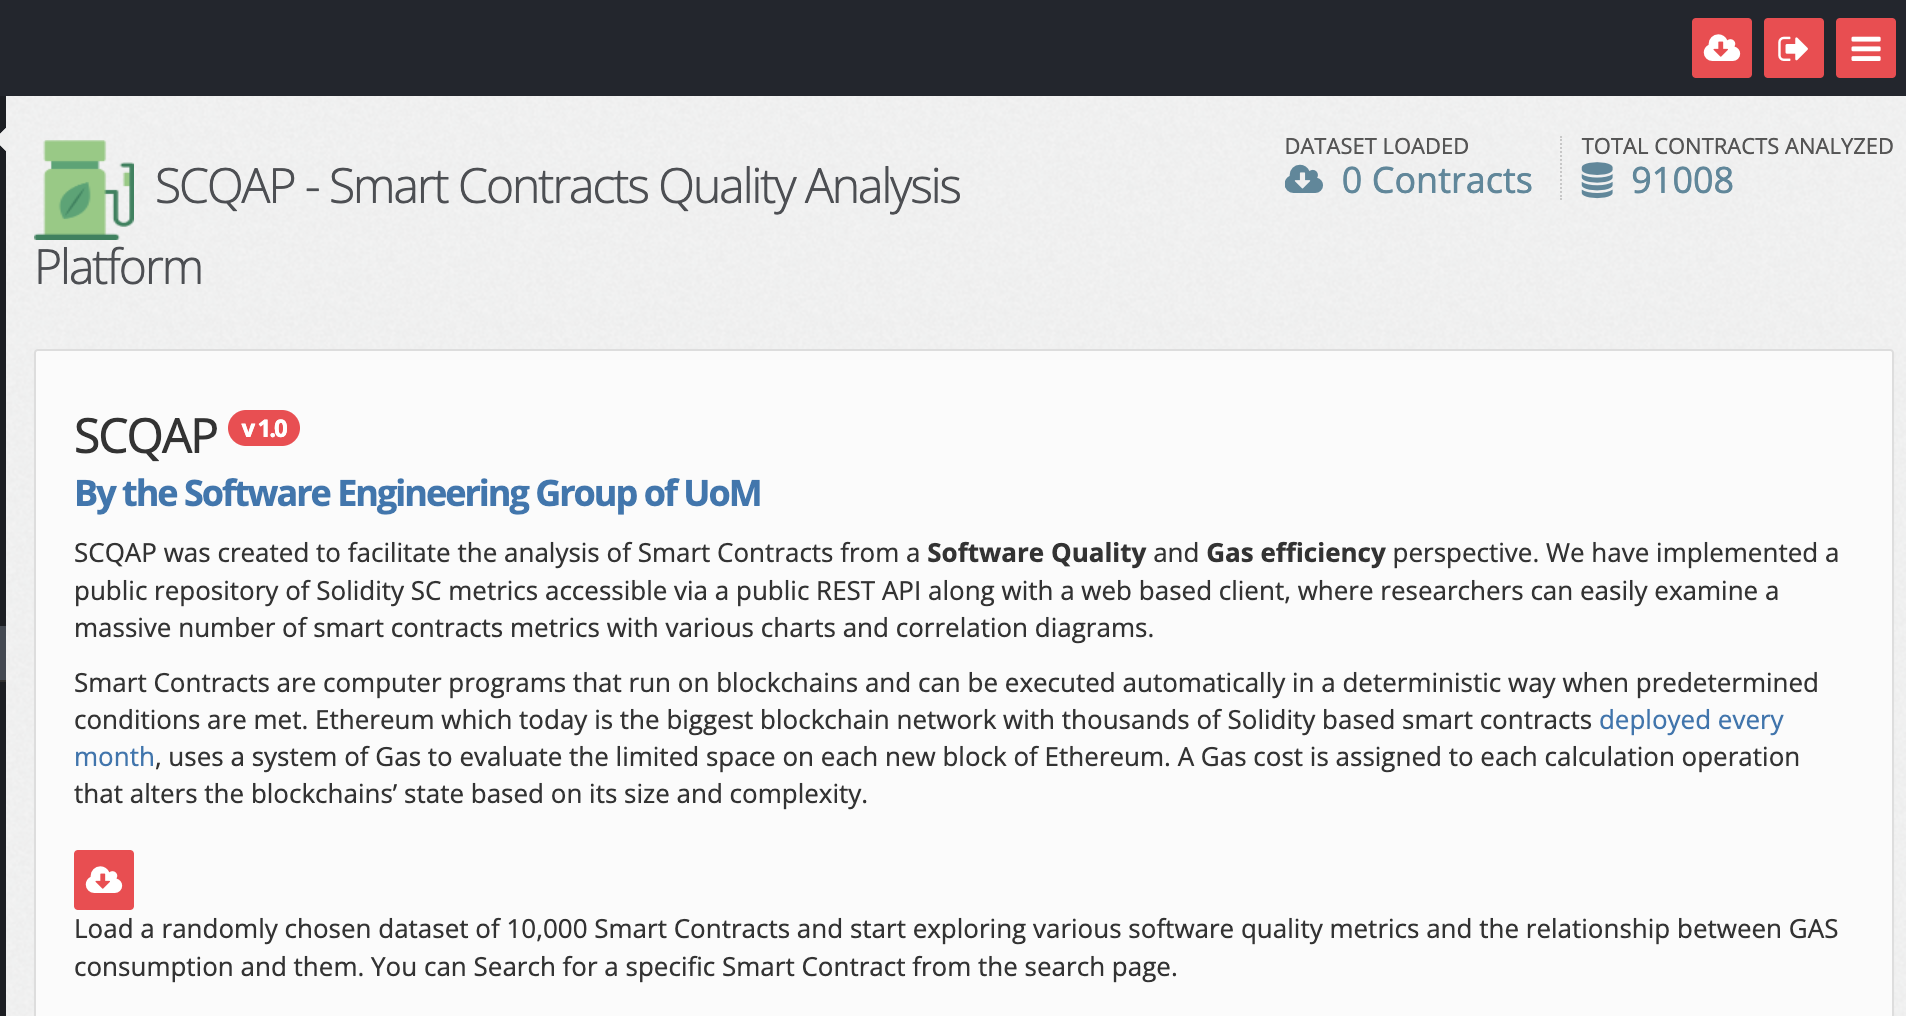 SCQAP - Smart Contracts Quality Analysis
Platform
DATASET LOADED
0 Contracts
TOTAL CONTRACTS ANALYZED
91008
SCQAP v1.0
By the Software Engineering Group of UoM
SCQAP was created to facilitate the analysis of Smart Contracts from a Software Quality and Gas efficiency perspective. We have implemented a
public repository of Solidity SC metrics accessible via a public REST API along with a web based client, where researchers can easily examine a
massive number of smart contracts metrics with various charts and correlation diagrams.
Smart Contracts are computer programs that run on blockchains and can be executed automatically in a deterministic way when predetermined
conditions are met. Ethereum which today is the biggest blockchain network with thousands of Solidity based smart contracts deployed every
month, uses a system of Gas to evaluate the limited space on each new block of Ethereum. A Gas cost is assigned to each calculation operation
that alters the blockchains’ state based on its size and complexity.
Load a randomly chosen dataset of 10,000 Smart Contracts and start exploring various software quality metrics and the relationship between GAS
consumption and them. You can Search for a specific Smart Contract from the search page.